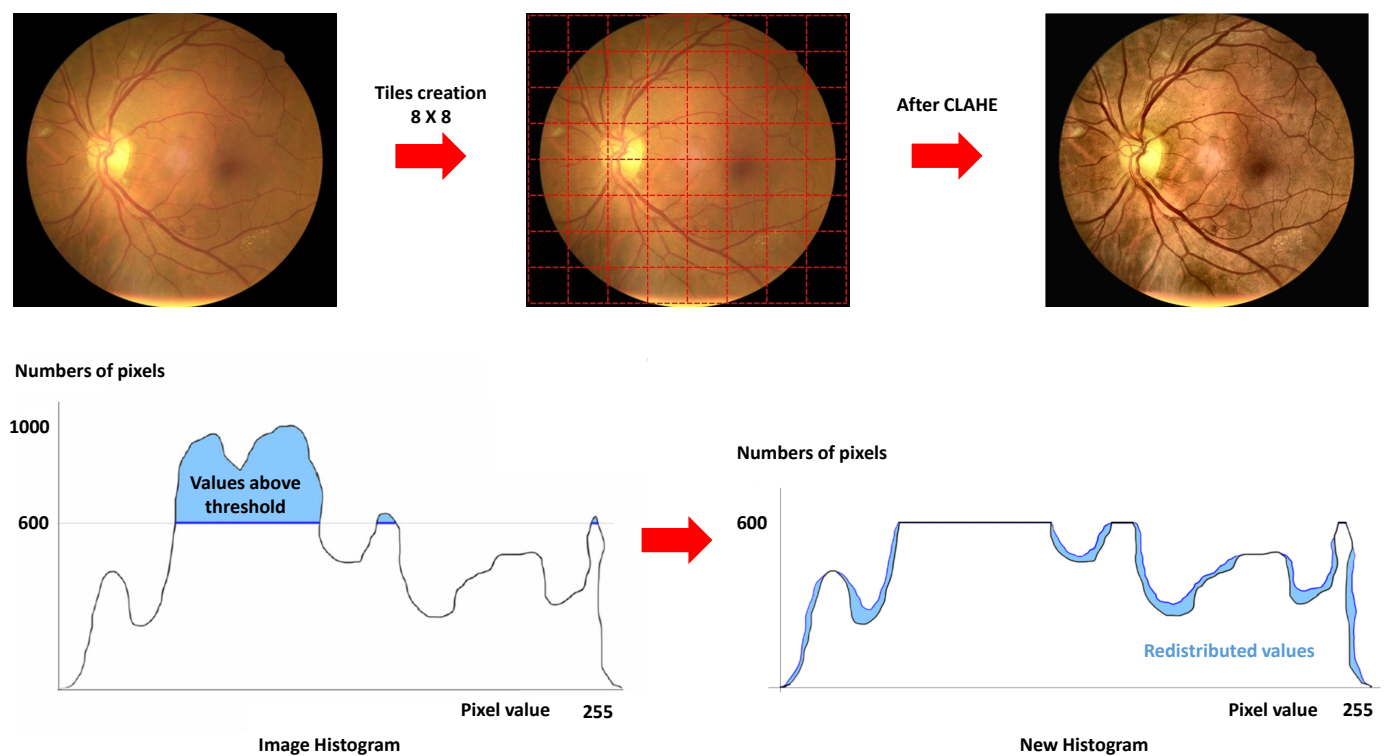 Tiles creation
8 X 8
After CLAHE
Numbers of pixels
1000
Values above
threshold
600
Pixel value
255
Image Histogram
Numbers of pixels
600
Redistributed values
Pixel value
255
New Histogram